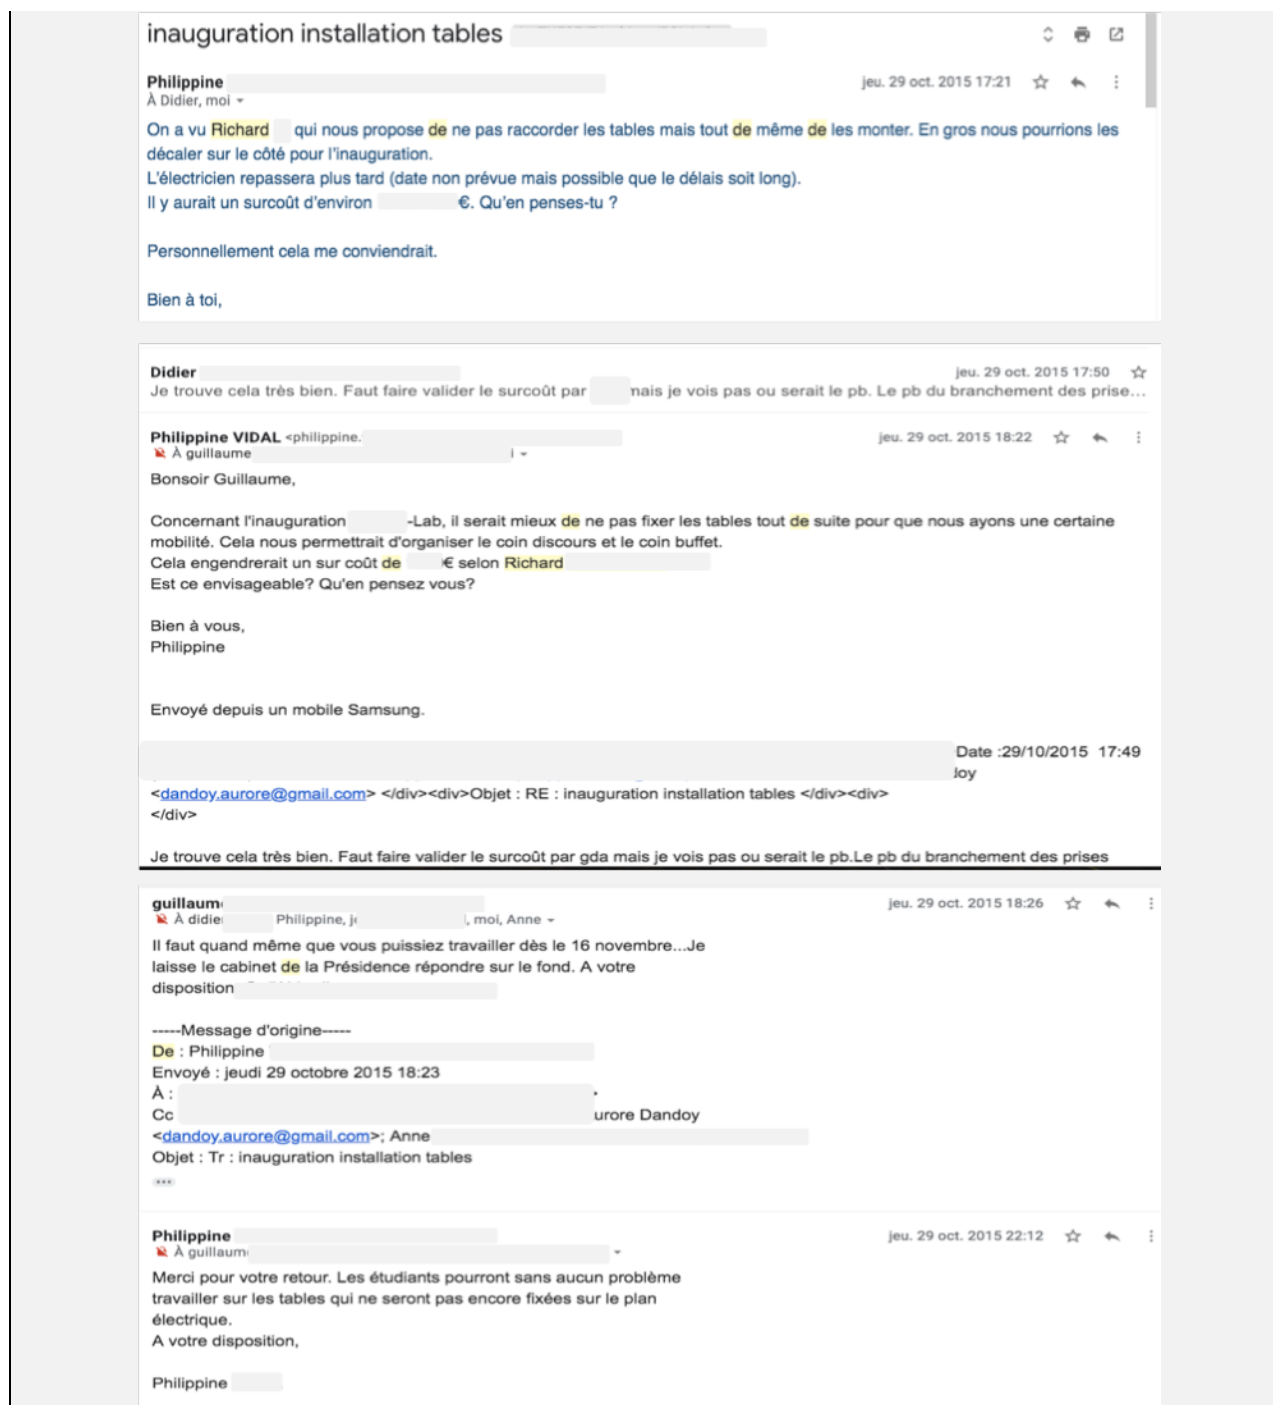 inauguration installation tables
Philippine
jeu. 29 oct. 2015 17:21
À Didier, moi
On a vu Richard qui nous propose de ne pas raccorder les tables mais tout de même de les monter. En gros nous pourrions les
décaler sur le côté pour l'inauguration.
L'électricien repassera plus tard (date non prévue mais possible que le délais soit long).
Il y aurait un surcoût d'environ €. Qu'en penses-tu ?
Personnellement cela me conviendrait.
Bien à toi,
Didier
jeu. 29 oct. 2015 17:50
Je trouve cela très bien. Faut faire valider le surcoût par mais je vois pas ou serait le pb. Le pb du branchement des prise...
Philippine VIDAL <philippine.
jeu. 29 oct. 2015 18:22
À guillaume
Bonsoir Guillaume,
Concernant l'inauguration -Lab, il serait mieux de ne pas fixer les tables tout de suite pour que nous ayons une certaine
mobilité. Cela nous permettrait d'organiser le coin discours et le coin buffet.
Cela engendrerait un sur coût de € selon Richard
Est ce envisageable? Qu'en pensez vous?
Bien à vous,
Philippine
Envoyé depuis un mobile Samsung.
Date :29/10/2015 17:49
doy
<dandoy.aurore@gmail.com> </div><div>Objet : RE : inauguration installation tables </div><div>
</div>
Je trouve cela très bien. Faut faire valider le surcoût par gda mais je vois pas ou serait le pb.Le pb du branchement des prises
guillaum
jeu. 29 oct. 2015 18:26
À didie Philippine, j , moi, Anne
Il faut quand même que vous puissiez travailler dès le 16 novembre...Je
laisse le cabinet de la Présidence répondre sur le fond. A votre
disposition
-----Message d'origine-----
De : Philippine
Envoyé : jeudi 29 octobre 2015 18:23
À :
Cc urore Dandoy
<dandoy.aurore@gmail.com>; Anne
Objet : Tr : inauguration installation tables
•••
Philippine
jeu. 29 oct. 2015 22:12
À guillaum
Merci pour votre retour. Les étudiants pourront sans aucun problème
travailler sur les tables qui ne seront pas encore fixées sur le plan
électrique.
A votre disposition,
Philippine